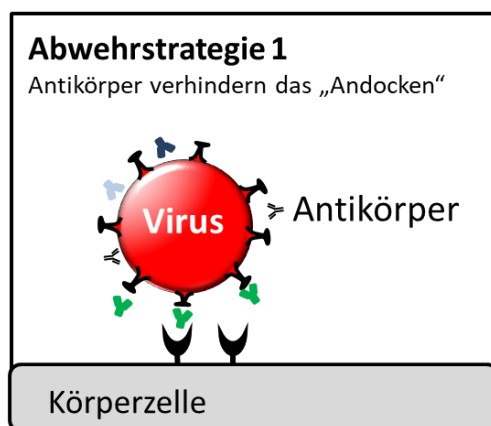 Abwehrstrategie 1
Antikörper verhindern das „Andocken“
Virus
Antikörper
Körperzelle